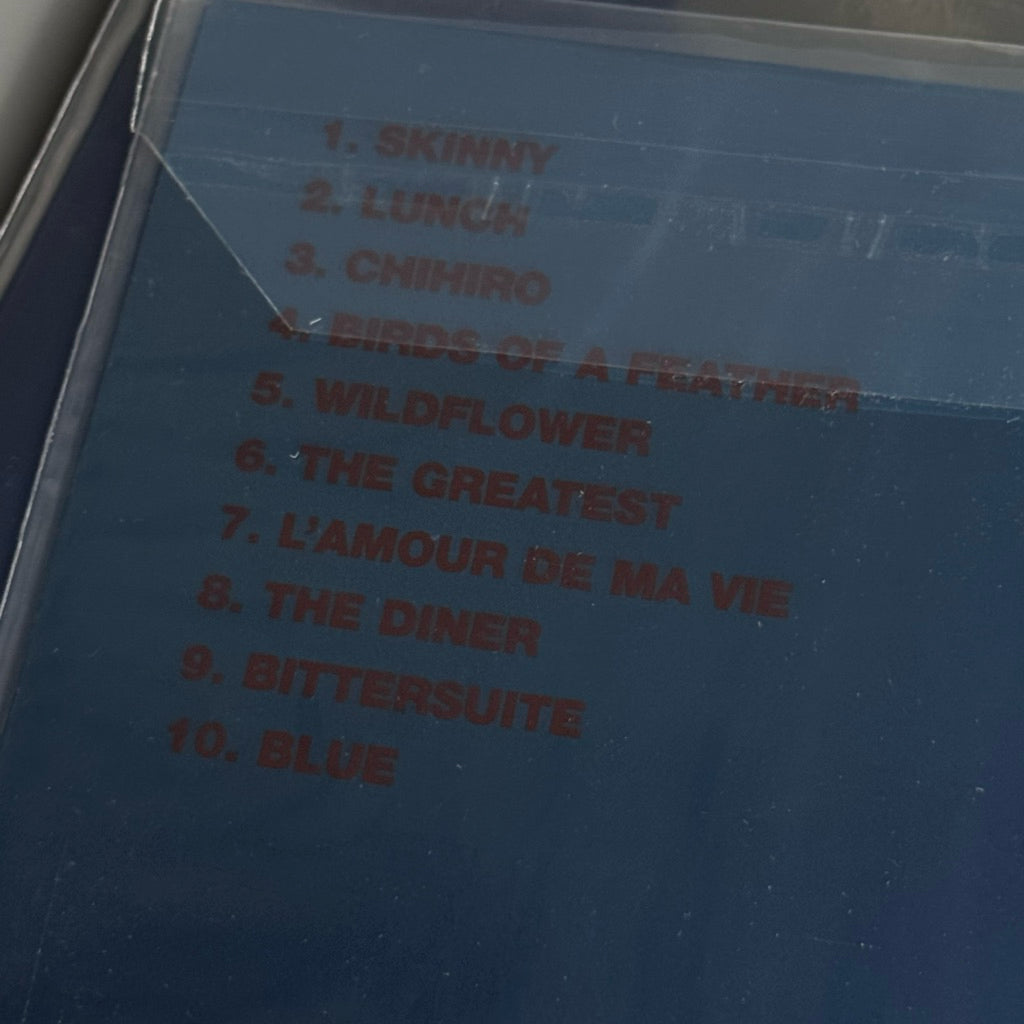 1. SKINNY
2. LUNCH
3. CHIHIRO
4. BIRDS OF A FEATHER
5. WILDFLOWER
6. THE GREATEST
7. L'AMOUR DE MA VIE
8. THE DINER
9. BITTERSUITE
10. BLUE